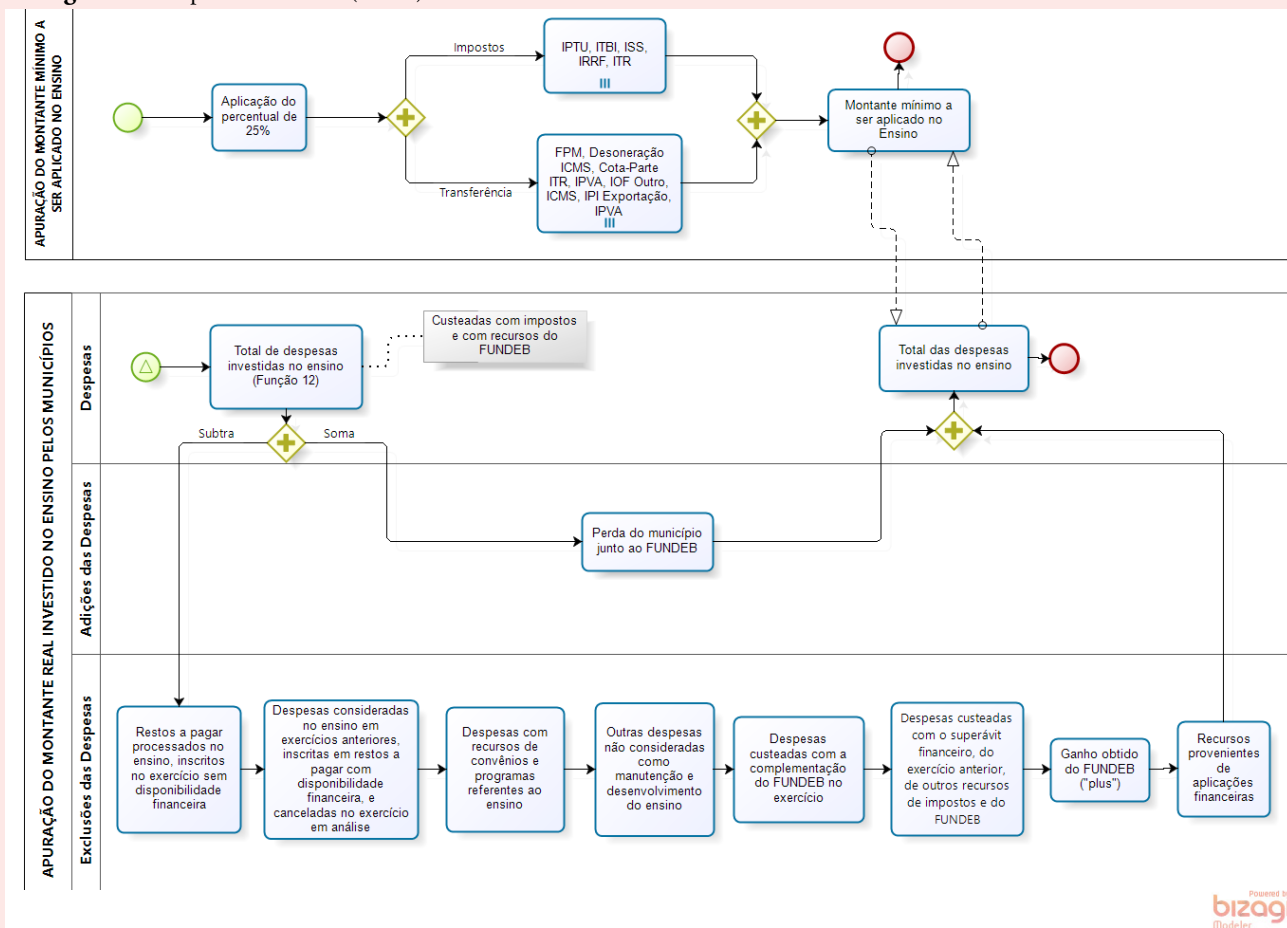 APURAÇÃO DO MONTANTE MÍNIMO A
SER APLICADO NO ENSINO
Aplicação do
percentual de
25%
Impostos
IPTU, ITBI, ISS,
IRRF, ITR
Transferência
FPM, Desoneração
ICMS, Cota-Parte
ITR, IPVA, IOF Outro,
ICMS, IPI Exportação,
IPVA
Montante mínimo a
ser aplicado no
Ensino
APURAÇÃO DO MONTANTE REAL INVESTIDO NO ENSINO PELOS MUNICÍPIOS
Despesas
Total de despesas
investidas no ensino
(Função 12)
Custeadas com impostos
e com recursos do
FUNDEB
Total das despesas
investidas no ensino
Subtra
Soma
Adições das Despesas
Perda do município
junto ao FUNDEB
Exclusões das Despesas
Restos a pagar
processados no
ensino, inscritos
no exercício sem
disponibilidade
financeira
Despesas consideradas
no ensino em
exercícios anteriores,
inscritas em restos a
pagar com
disponibilidade
financeira, e
canceladas no exercício
em análise
Despesas com
recursos de
convênios e
programas
referentes ao
ensino
Outras despesas
não consideradas
como
manutenção e
desenvolvimento
do ensino
Despesas
custeadas com a
complementação
do FUNDEB no
exercício
Despesas custeadas
com o superávit
financeiro, do
exercício anterior,
de outros recursos
de impostos e do
FUNDEB
Ganho obtido
do FUNDEB
("plus")
Recursos
provenientes
de
aplicações
financeiras
Powered by
bizagi
Modeler